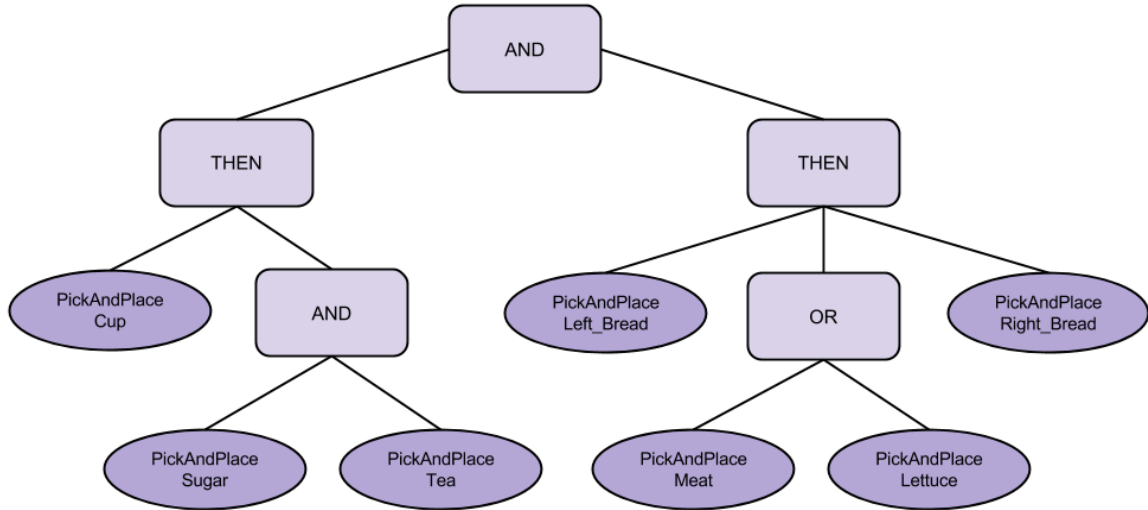 AND
THEN
THEN
PickAndPlace
Cup
AND
PickAndPlace
Left_Bread
OR
PickAndPlace
Right_Bread
PickAndPlace
Sugar
PickAndPlace
Tea
PickAndPlace
Meat
PickAndPlace
Lettuce